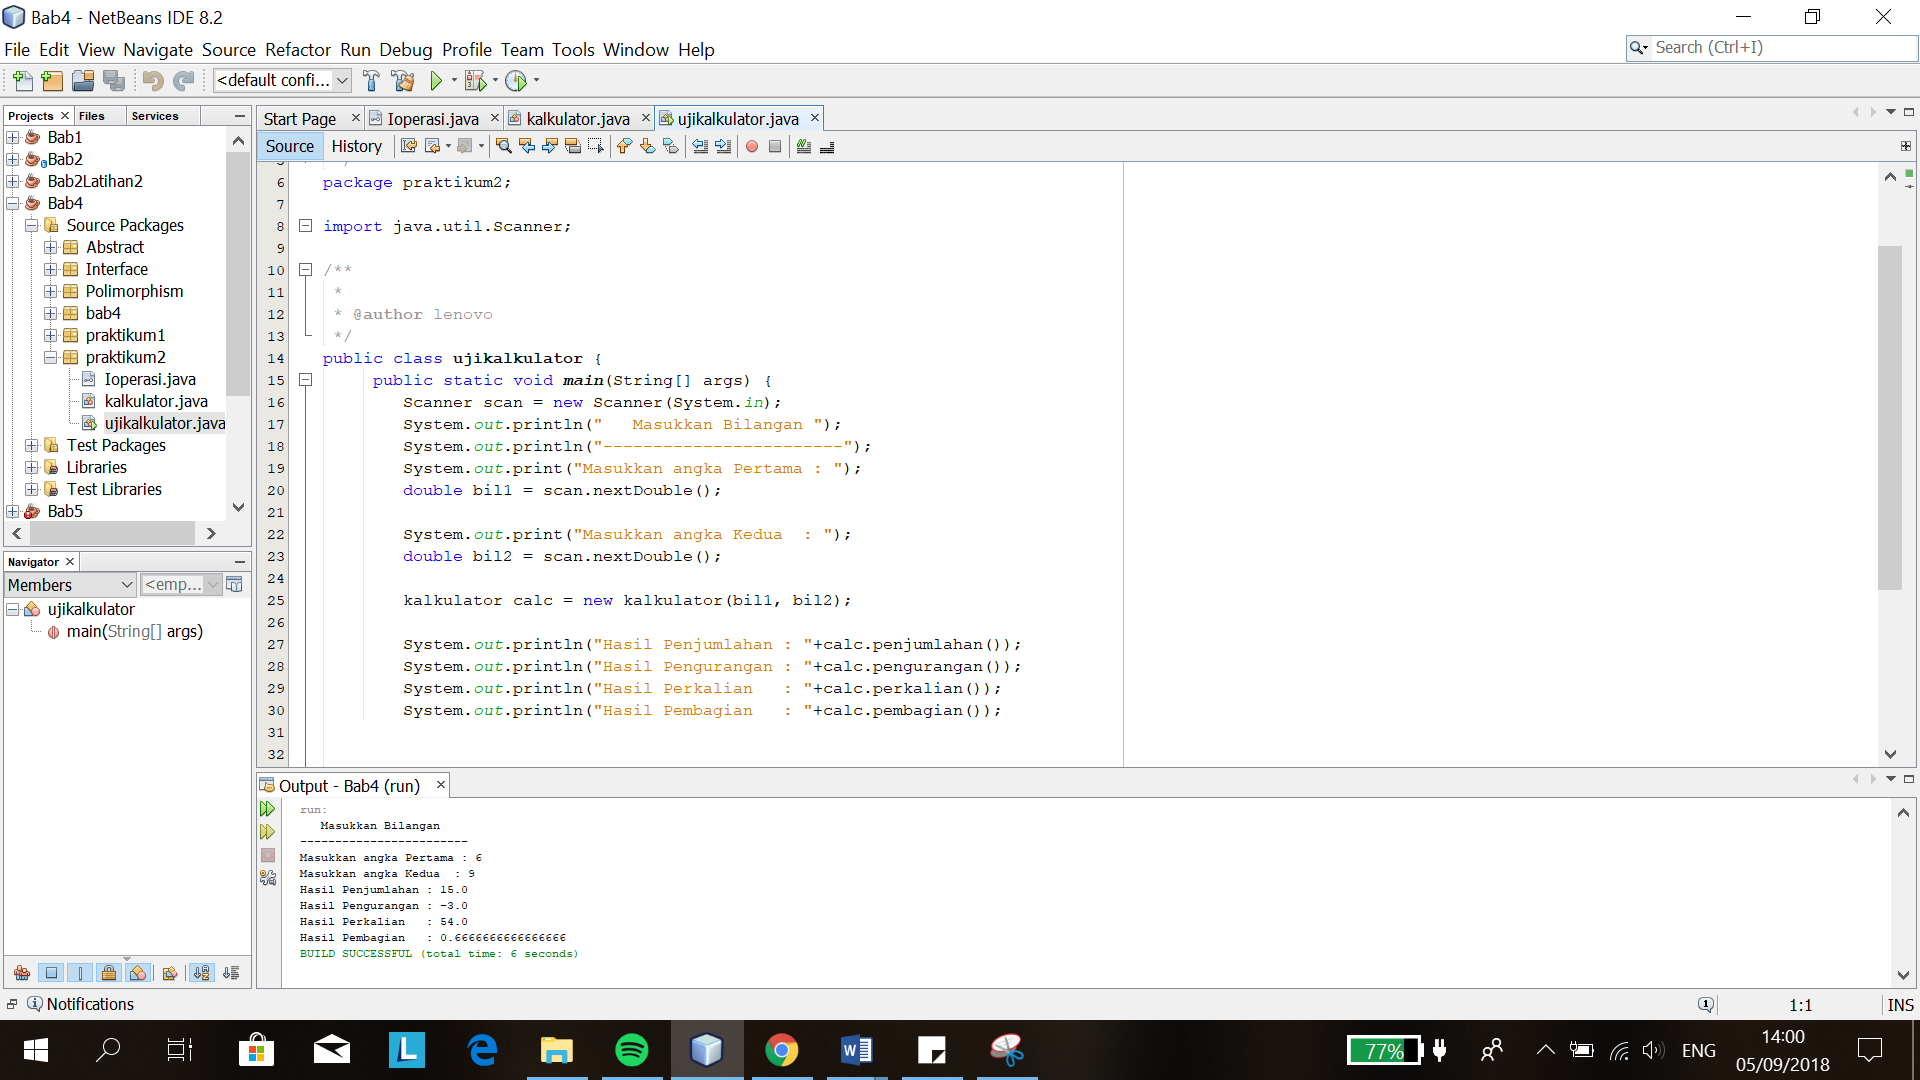 Bab4 - NetBeans IDE 8.2
File Edit View Navigate Source Refactor Run Debug Profile Team Tools Window Help
Search (Ctrl+I)
<default confi...
Projects Files Services
Bab1
Bab2
Bab2Latihan2
Bab4
Source Packages
Abstract
Interface
Polimorphism
bab4
praktikum1
praktikum2
Ioperasi.java
kalkulator.java
ujikalkulator.java
Test Packages
Libraries
Test Libraries
Bab5
Navigator
Members <emp...
ujikalkulator
main(String[] args)
Start Page Ioperasi.java kalkulator.java ujikalkulator.java
Source History
6 package praktikum2;
7
8 import java.util.Scanner;
9
10 /**
11 *
12 * @author lenovo
13 */
14 public class ujikalkulator {
15 public static void main(String[] args) {
16 Scanner scan = new Scanner(System.in);
17 System.out.println("   Masukkan Bilangan ");
18 System.out.println("------------------------");
19 System.out.print("Masukkan angka Pertama : ");
20 double bil1 = scan.nextDouble();
21
22 System.out.print("Masukkan angka Kedua  : ");
23 double bil2 = scan.nextDouble();
24
25 kalkulator calc = new kalkulator(bil1, bil2);
26
27 System.out.println("Hasil Penjumlahan : "+calc.penjumlahan());
28 System.out.println("Hasil Pengurangan : "+calc.pengurangan());
29 System.out.println("Hasil Perkalian   : "+calc.perkalian());
30 System.out.println("Hasil Pembagian   : "+calc.pembagian());
31
32
Output - Bab4 (run)
run:
   Masukkan Bilangan
------------------------
Masukkan angka Pertama : 6
Masukkan angka Kedua  : 9
Hasil Penjumlahan : 15.0
Hasil Pengurangan : -3.0
Hasil Perkalian   : 54.0
Hasil Pembagian   : 0.6666666666666666
BUILD SUCCESSFUL (total time: 6 seconds)
Notifications
1:1 INS
77%
ENG
14:00
05/09/2018